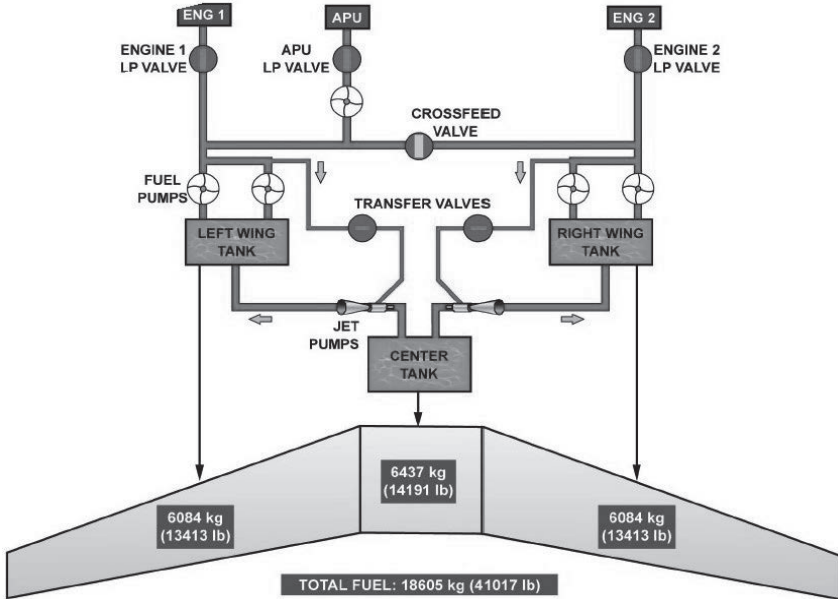 ENG 1
APU
ENG 2
ENGINE 1
LP VALVE
APU
LP VALVE
ENGINE 2
LP VALVE
CROSSFEED
VALVE
FUEL
PUMPS
TRANSFER VALVES
LEFT WING
TANK
RIGHT WING
TANK
JET
PUMPS
CENTER
TANK
6437 kg
(14191 lb)
6084 kg
(13413 lb)
6084 kg
(13413 lb)
TOTAL FUEL: 18605 kg (41017 lb)